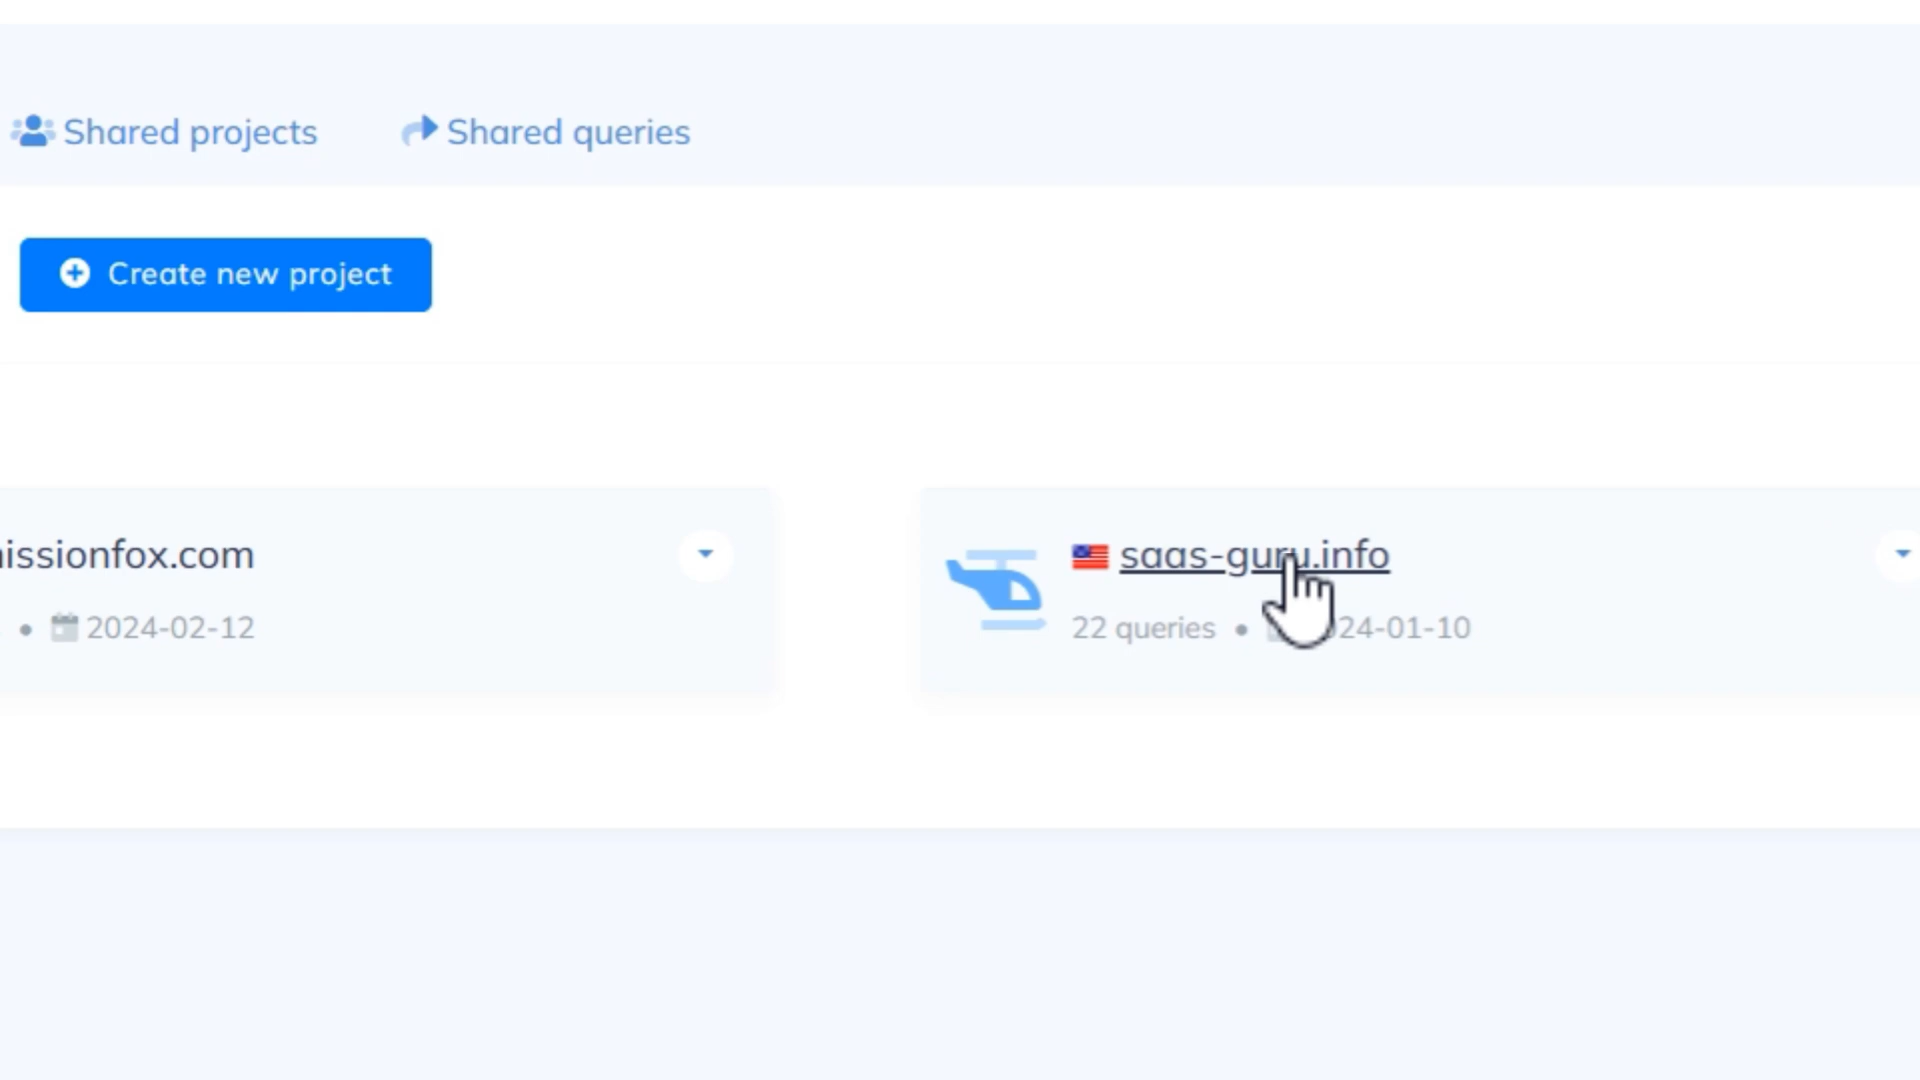 Shared projects
Shared queries
Create new project
issionfox.com
2024-02-12
saas-guru.info
22 queries • 24-01-10